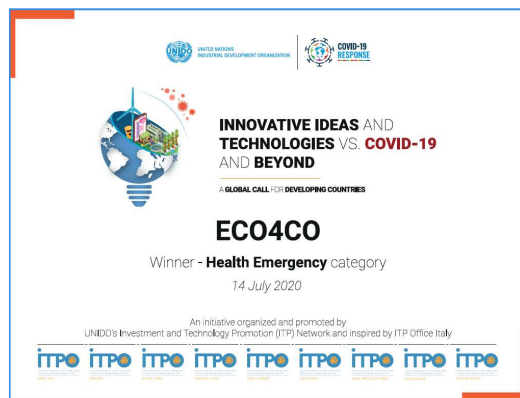 UNIDO
UNITED NATIONS
INDUSTRIAL DEVELOPMENT ORGANIZATION
COVID-19
RESPONSE
INNOVATIVE IDEAS AND
TECHNOLOGIES VS. COVID-19
AND BEYOND
A GLOBAL CALL FOR DEVELOPING COUNTRIES
ECO4CO
Winner - Health Emergency category
14 July 2020
An initiative organized and promoted by
UNIDO's Investment and Technology Promotion (ITP) Network and inspired by ITP Office Italy
iTPO iTPO iTPO iTPO iTPO iTPO iTPO iTPO iTPO